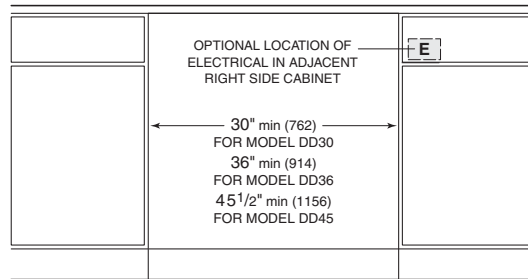 OPTIONAL LOCATION OF
ELECTRICAL IN ADJACENT
RIGHT SIDE CABINET
E
30" min (762)
FOR MODEL DD30
36" min (914)
FOR MODEL DD36
45 1/2" min (1156)
FOR MODEL DD45